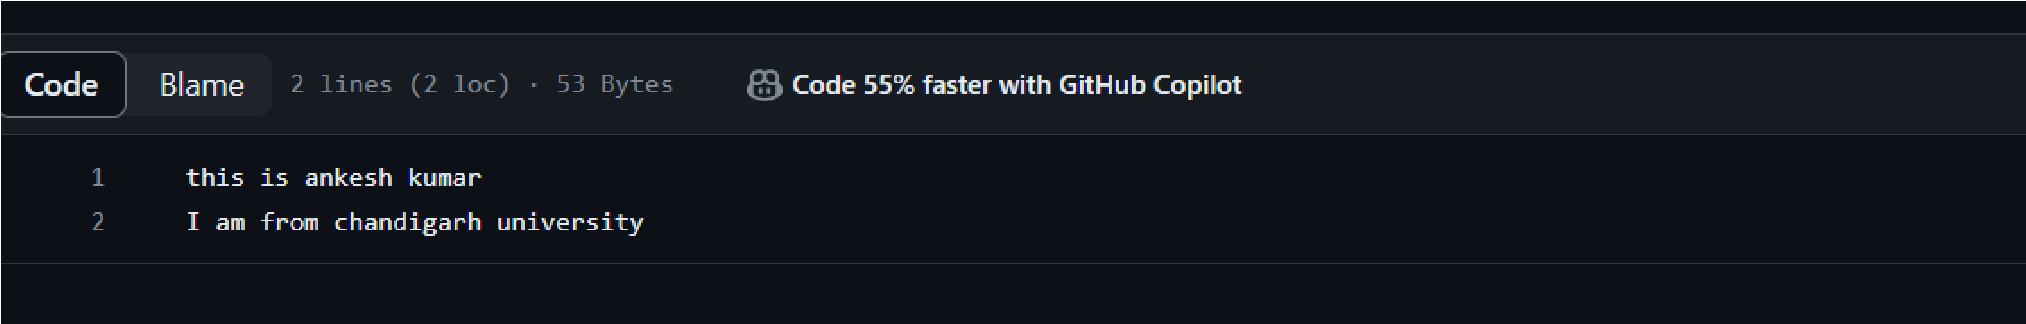 Code Blame 2 lines (2 loc) · 53 Bytes Code 55% faster with GitHub Copilot
1 this is ankesh kumar
2 I am from chandigarh university